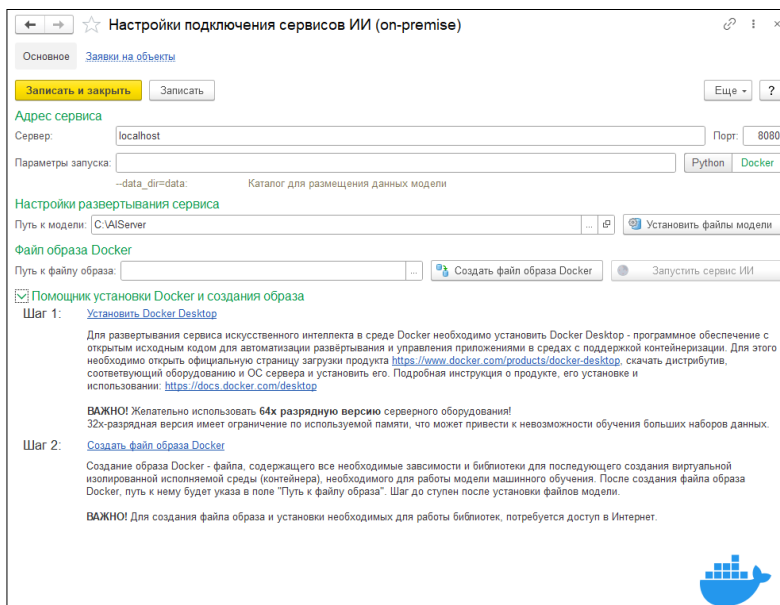 Настройки подключения сервисов ИИ (on-premise)
Основное Заявки на объекты
Записать и закрыть Записать Еще ?
Адрес сервиса
Сервер: localhost Порт: 8080
Параметры запуска: Python Docker
--data_dir=data: Каталог для размещения данных модели
Настройки развертывания сервиса
Путь к модели: C:\AIServer ... Установить файлы модели
Файл образа Docker
Путь к файлу образа: ... Создать файл образа Docker Запустить сервис ИИ
Помощник установки Docker и создания образа
Шаг 1: Установить Docker Desktop
Для развертывания сервиса искусственного интеллекта в среде Docker необходимо установить Docker Desktop - программное обеспечение с
открытым исходным кодом для автоматизации развёртывания и управления приложениями в средах с поддержкой контейнеризации. Для этого
необходимо открыть официальную страницу загрузки продукта https://www.docker.com/products/docker-desktop, скачать дистрибутив,
соответвующий оборудованию и ОС сервера и установить его. Подробная инструкция о продукте, его установке и
использовании: https://docs.docker.com/desktop
ВАЖНО! Желательно использовать 64х разрядную версию серверного оборудования!
32х-разрядная версия имеет ограничение по используемой памяти, что может привести к невозможности обучения больших наборов данных.
Шаг 2: Создать файл образа Docker
Создание образа Docker - файла, содержащего все необходимые завсимости и библиотеки для последующего создания виртуальной
изолированной исполняемой среды (контейнера), необходимого для работы модели машинного обучения. После создания файла образа
Docker, путь к нему будет указа в поле "Путь к файлу образа". Шаг до ступен после установки файлов модели.
ВАЖНО! Для создания файла образа и установки необходимых для работы библиотек, потребуется доступ в Интернет.